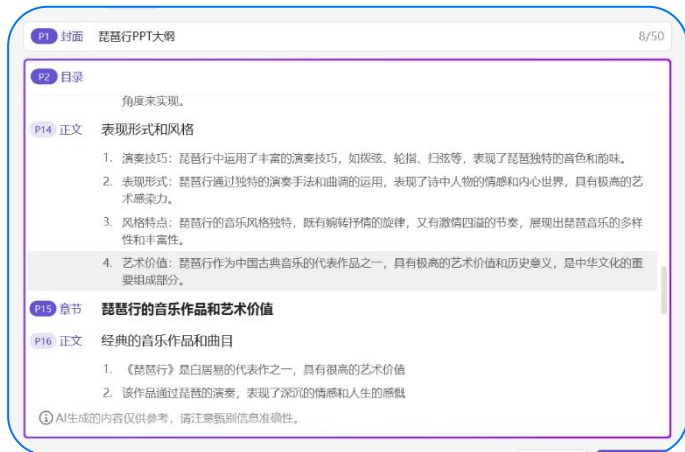 P1 封面 琵琶行PPT大纲 8/50
P2 目录
角度来实现。
P14 正文 表现形式和风格
1. 演奏技巧：琵琶行中运用了丰富的演奏技巧，如拨弦、轮指、扫弦等，表现了琵琶独特的音色和韵味。
2. 表现形式：琵琶行通过独特的演奏手法和曲调的运用，表现了诗中人物的情感和内心世界，具有极高的艺
术感染力。
3. 风格特点：琵琶行的音乐风格独特，既有婉转抒情的旋律，又有激情四溢的节奏，展现出琵琶音乐的多样
性和丰富性。
4. 艺术价值：琵琶行作为中国古典音乐的代表作品之一，具有极高的艺术价值和历史意义，是中华文化的重
要组成部分。
P15 章节 琵琶行的音乐作品和艺术价值
P16 正文 经典的音乐作品和曲目
1. 《琵琶行》是白居易的代表作之一，具有很高的艺术价值
2. 该作品通过琵琶的演奏，表现了深沉的情感和人生的感慨
AI生成的内容仅供参考，请注意甄别信息准确性。